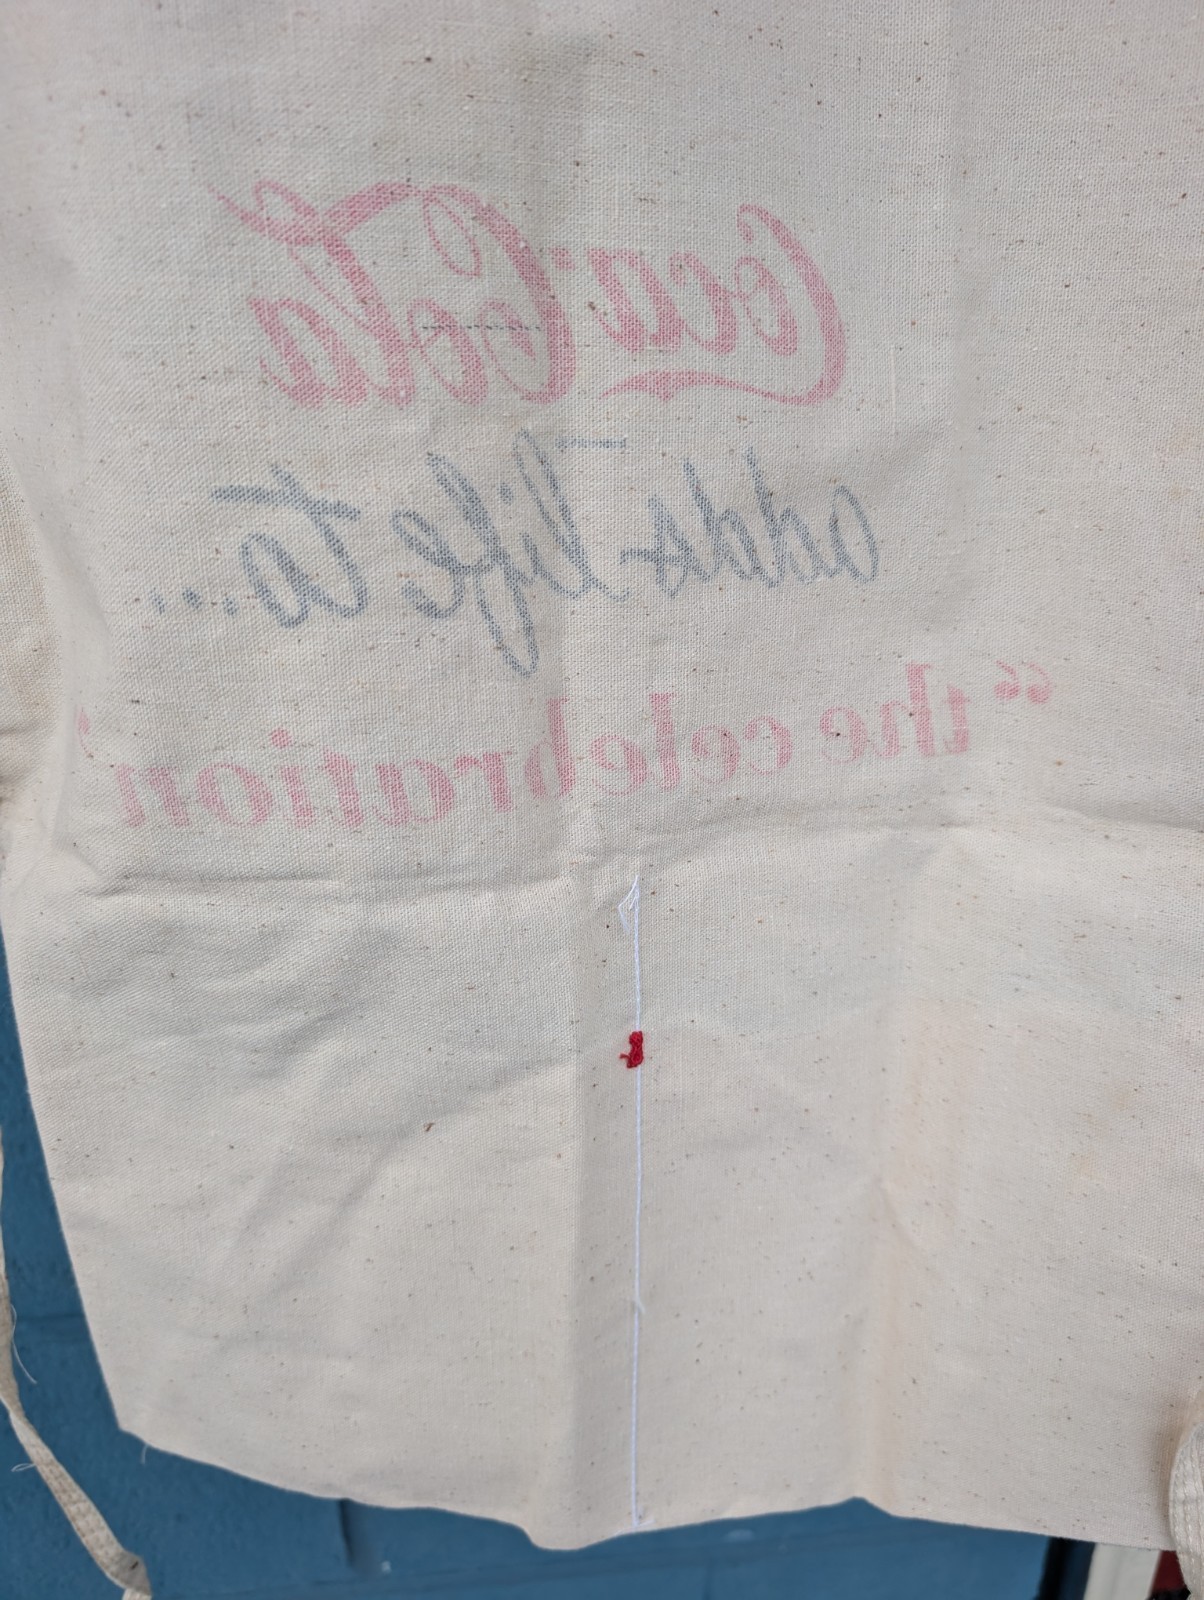 Coca-Cola
adds life to...
“the celebration”